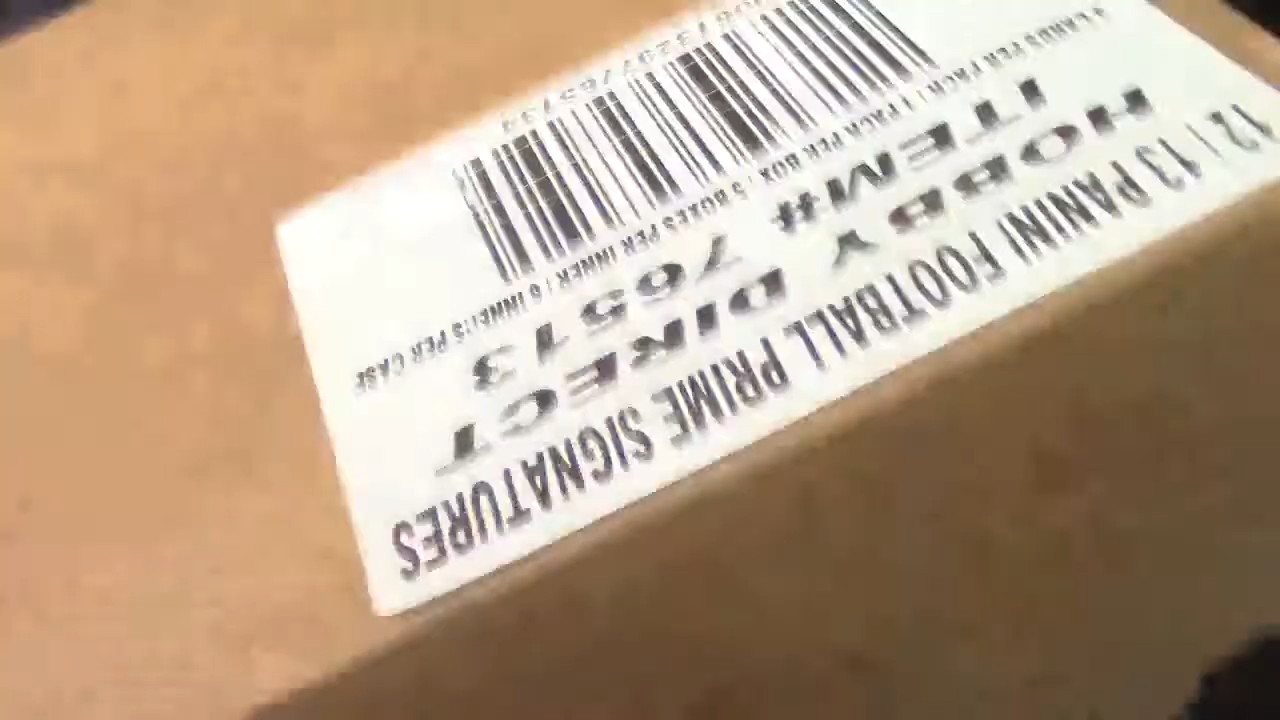 12 / 13 PANINI FOOTBALL PRIME SIGNATURES
HOBBY DIRECT
ITEM# 76513
4 CARDS PER PACK / 1 PACK PER BOX / 5 BOXES PER INNER / 6 INNERS PER CASE